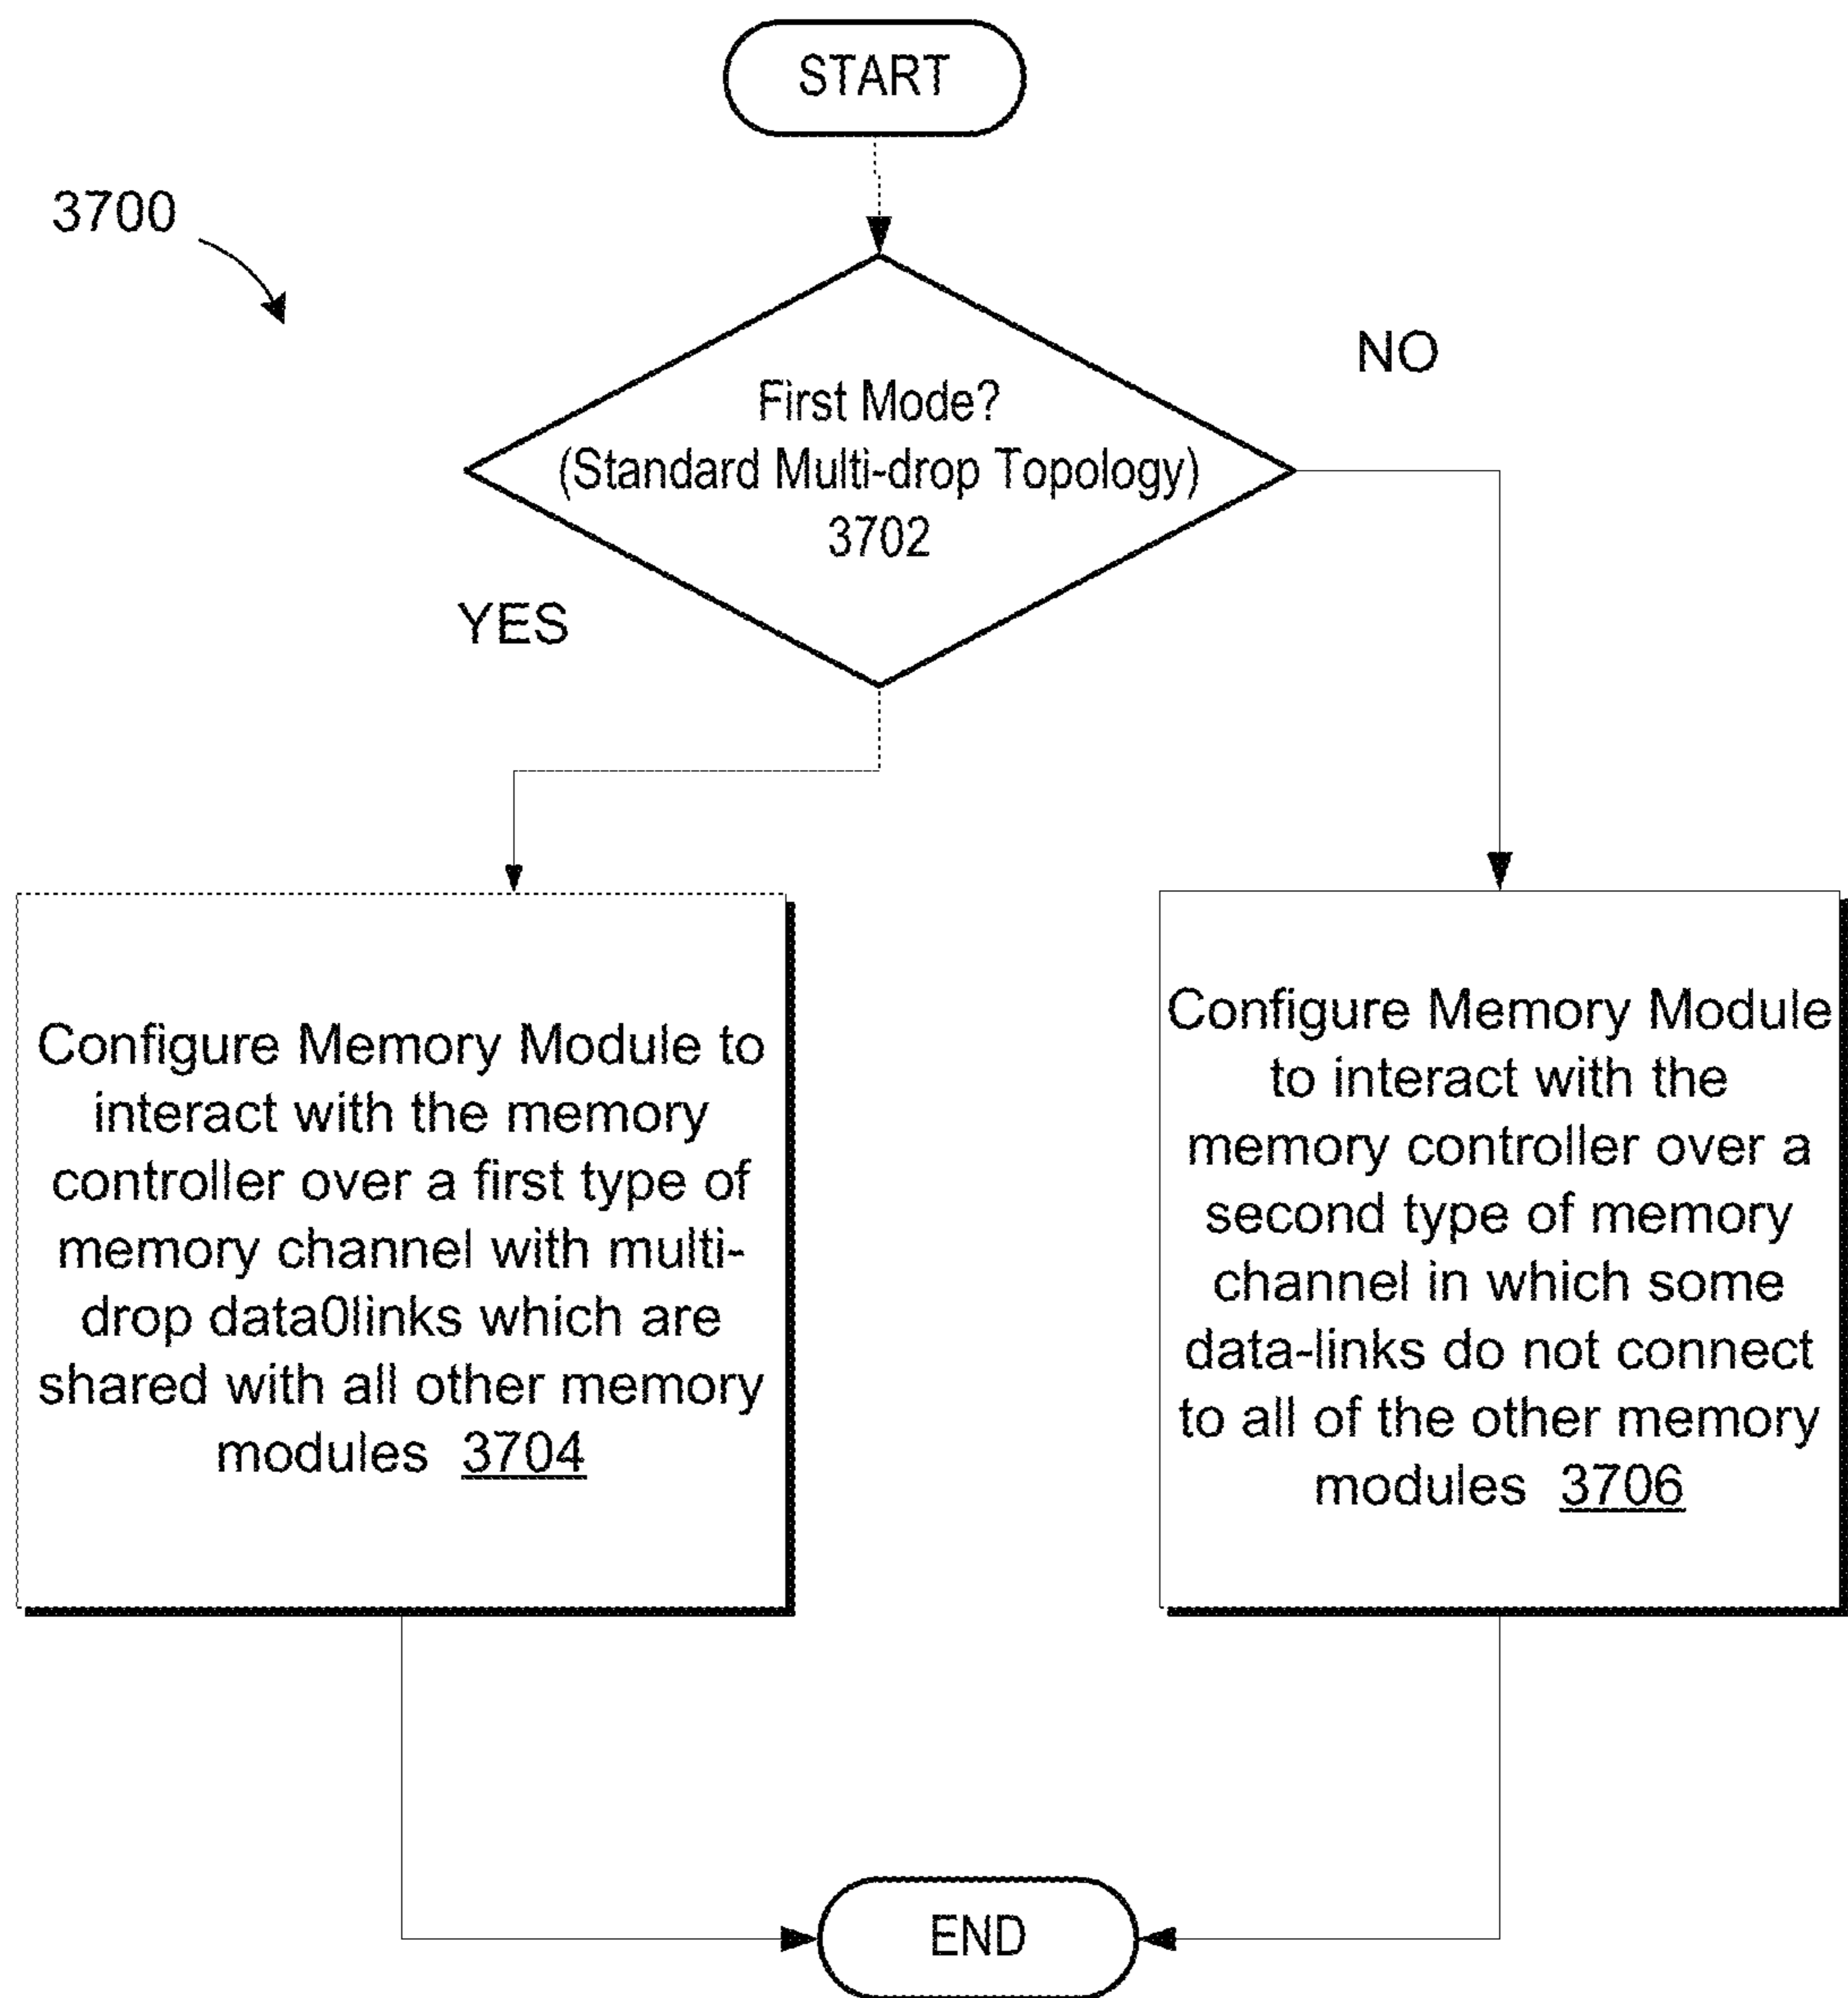 START
3700
First Mode?
(Standard Multi-drop Topology)
3702
NO
YES
Configure Memory Module to
interact with the memory
controller over a first type of
memory channel with multi-
drop data0links which are
shared with all other memory
modules 3704
Configure Memory Module
to interact with the
memory controller over a
second type of memory
channel in which some
data-links do not connect
to all of the other memory
modules 3706
END